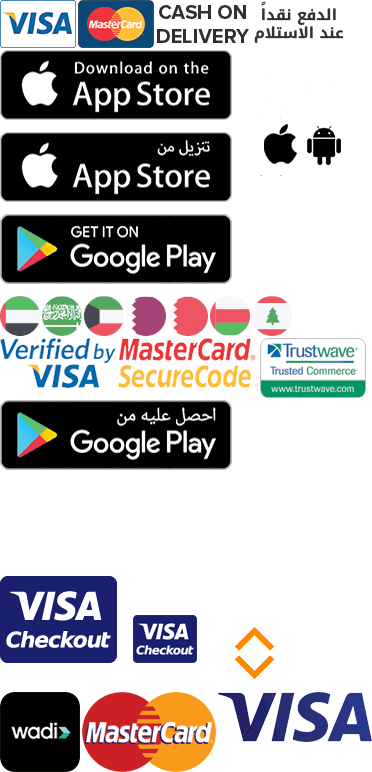 VISA
MasterCard
CASH ON
DELIVERY
الدفع نقداً
عند الاستلام
Download on the
App Store
تنزيل من
App Store
GET IT ON
Google Play
Verified by
VISA
MasterCard®
SecureCode™
Trustwave®
Trusted Commerce™
www.trustwave.com
احصل عليه من
Google Play
VISA
Checkout
VISA
Checkout
wadi
MasterCard
VISA